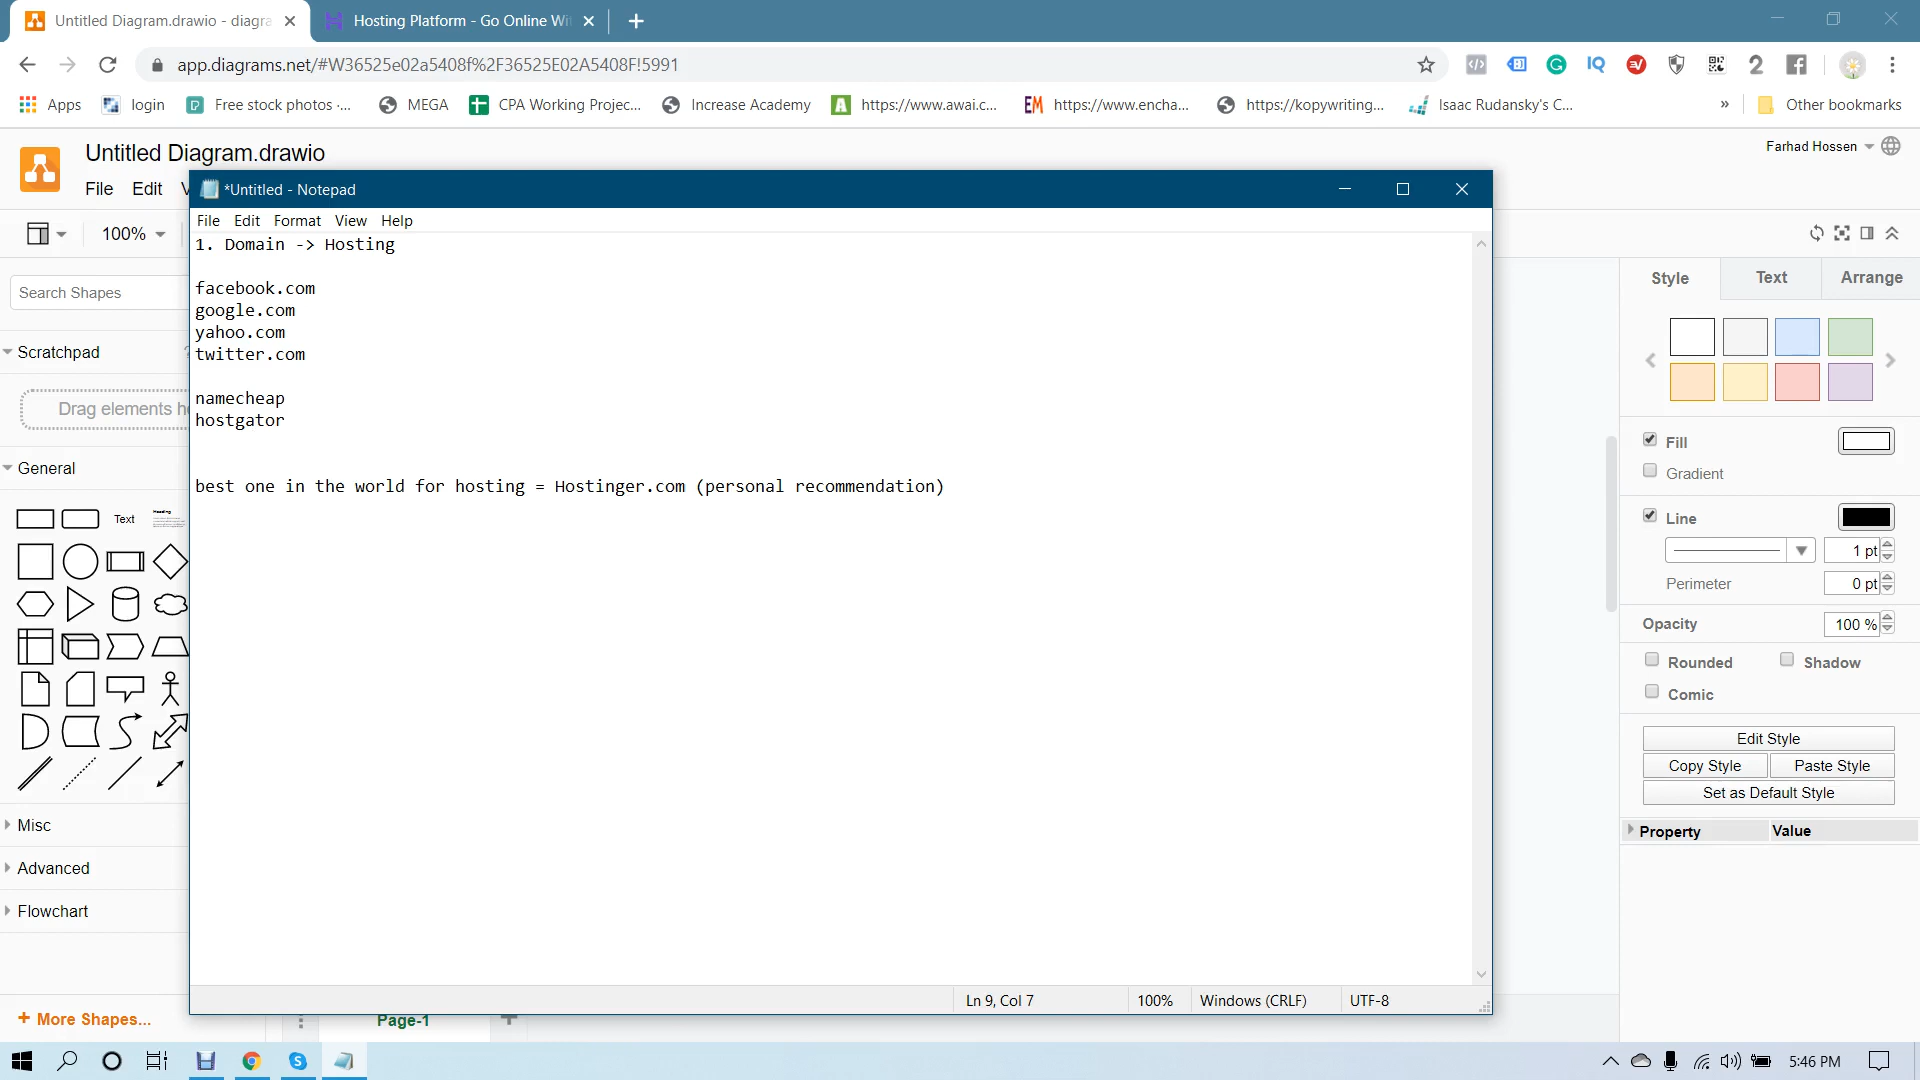 Untitled Diagram.drawio - diagra
Hosting Platform - Go Online Wi
app.diagrams.net/#W36525e02a5408f%2F36525E02A5408F!5991
Apps
login
Free stock photos ·...
MEGA
CPA Working Projec...
Increase Academy
https://www.awai.c...
https://www.encha...
https://kopywriting...
Isaac Rudansky's C...
»
Other bookmarks
Untitled Diagram.drawio
Farhad Hossen
File Edit V
*Untitled - Notepad
File Edit Format View Help
100%
1. Domain -> Hosting
facebook.com
google.com
yahoo.com
twitter.com
namecheap
hostgator
best one in the world for hosting = Hostinger.com (personal recommendation)
Search Shapes
Scratchpad
?
Drag elements he
General
Text
Heading
Misc
Advanced
Flowchart
+ More Shapes...
Page-1
Ln 9, Col 7
100%
Windows (CRLF)
UTF-8
Style
Text
Arrange
Fill
Gradient
Line
1 pt
Perimeter
0 pt
Opacity
100 %
Rounded
Shadow
Comic
Edit Style
Copy Style
Paste Style
Set as Default Style
Property
Value
5:46 PM